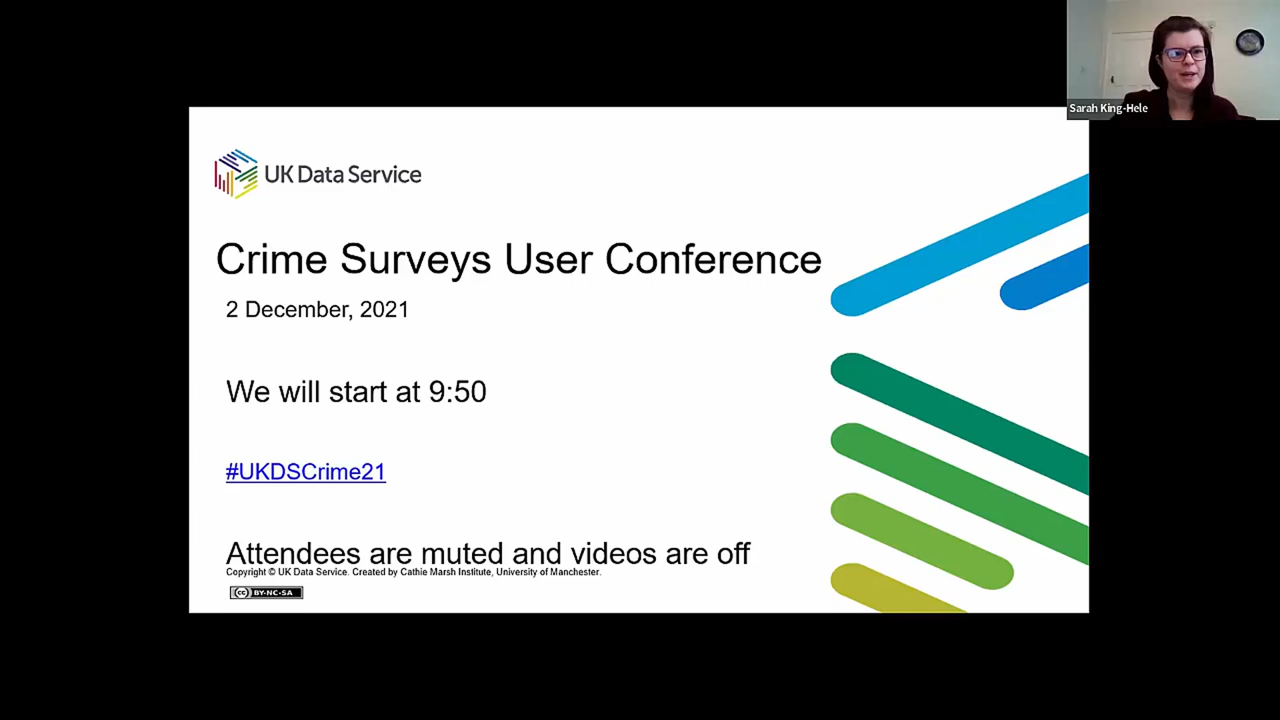 Sarah King-Hele
UK Data Service
Crime Surveys User Conference
2 December, 2021
We will start at 9:50
#UKDSCrime21
Attendees are muted and videos are off
Copyright © UK Data Service. Created by Cathie Marsh Institute, University of Manchester.
cc BY-NC-SA